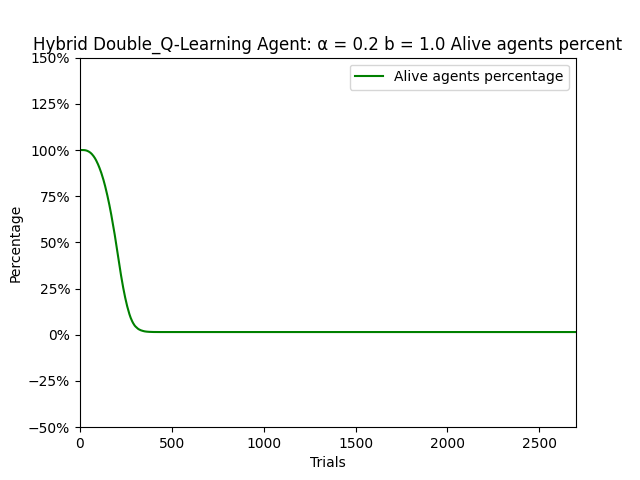 Hybrid Double_Q-Learning Agent: α = 0.2 b = 1.0 Alive agents percent
150%
Alive agents percentage
125%
100%
75%
50%
25%
0%
−25%
−50%
Percentage
0 500 1000 1500 2000 2500
Trials